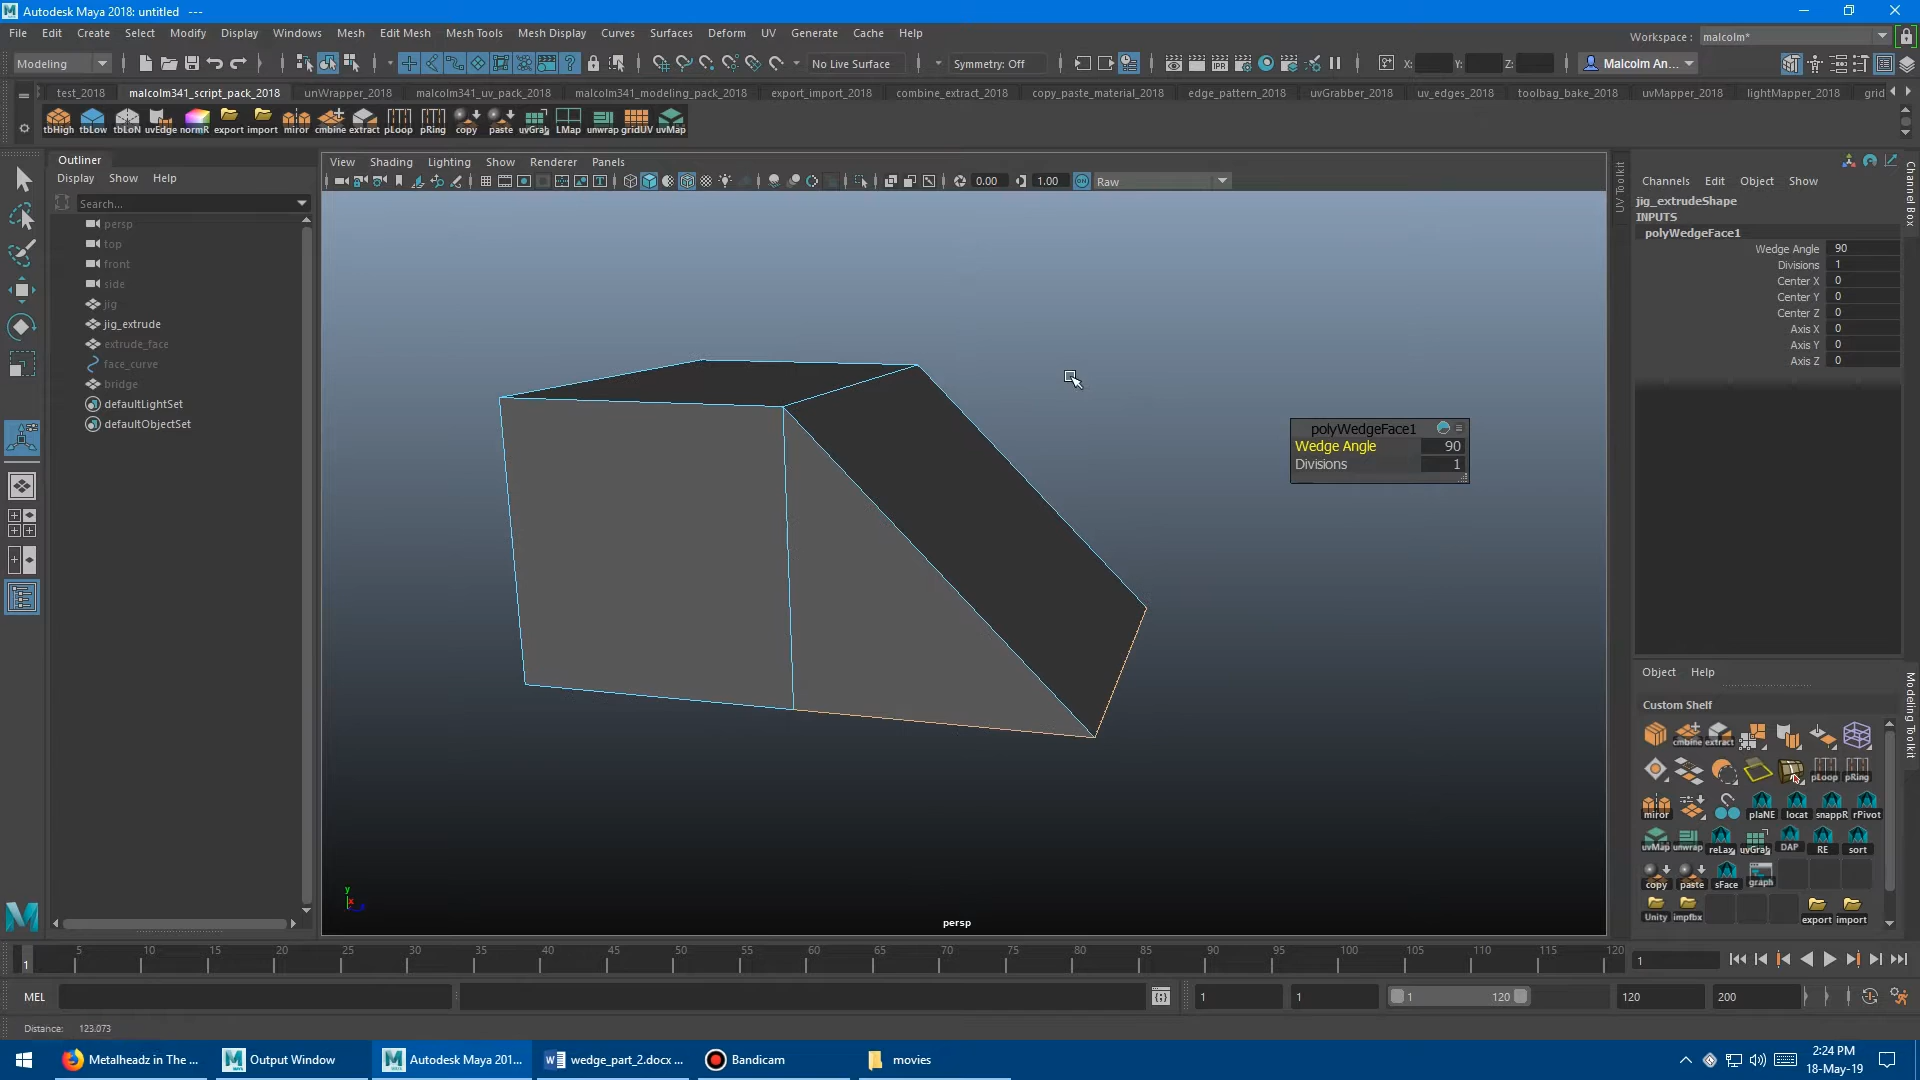 Autodesk Maya 2018: untitled   ---
File Edit Create Select Modify Display Windows Mesh Edit Mesh Mesh Tools Mesh Display Curves Surfaces Deform UV Generate Cache Help
Workspace : malcolm*
Modeling
No Live Surface
Symmetry: Off
X: Y: Z:
Malcolm An...
test_2018 malcolm341_script_pack_2018 unWrapper_2018 malcolm341_uv_pack_2018 malcolm341_modeling_pack_2018 export_import_2018 combine_extract_2018 copy_paste_material_2018 edge_pattern_2018 uvGrabber_2018 uv_edges_2018 toolbag_bake_2018 uvMapper_2018 lightMapper_2018 grid
tbHigh tbLow tbLoN uvEdge normR export import miror cmbine extract pLoop pRing copy paste uvGrab LMap unwrap gridUV uvMap
Outliner
Display Show Help
Search...
persp
top
front
side
jig
jig_extrude
extrude_face
face_curve
bridge
defaultLightSet
defaultObjectSet
View Shading Lighting Show Renderer Panels
0.00 1.00 Raw
polyWedgeFace1
Wedge Angle 90
Divisions 1
persp
y
UV Toolkit
Channels Edit Object Show
jig_extrudeShape
INPUTS
polyWedgeFace1
Wedge Angle 90
Divisions 1
Center X 0
Center Y 0
Center Z 0
Axis X 0
Axis Y 0
Axis Z 0
Channel Box
Object Help
Modeling Toolkit
Custom Shelf
cmbine extract
pLoop pRing
miror plaNE locat snappR rPivot
uvMap unwrap reLax uvGrab DAP RE sort
copy paste sFace graph
Unity impfbx export import
5 10 15 20 25 30 35 40 45 50 55 60 65 70 75 80 85 90 95 100 105 110 115 120
1
1
MEL
1 1 1 120 120 200
Distance: 123.073
Metalheadz in The ... Output Window Autodesk Maya 201... wedge_part_2.docx ... Bandicam movies
2:24 PM
18-May-19